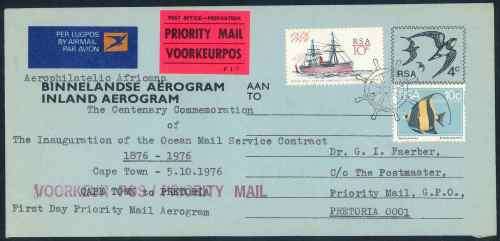 PER LUGPOS
BY AIRMAIL
PAR AVION
POST OFFICE—POSKANTOOR
PRIORITY MAIL
VOORKEURPOS
P 1/7
RSA
10c
RSA
4c
Aerophilatelic Africana
BINNELANDSE AËROGRAM
INLAND AEROGRAM
AAN
TO
The Centenary Commemoration
of
The Inauguration of the Ocean Mail Service Contract
1876 - 1976
Cape Town - 5.10.1976
CAPE TOWN to PRETORIA
PRIORITY MAIL
First Day Priority Mail Aerogram
Dr. G. I. Faerber,
C/o The Postmaster,
Priority Mail, G.P.O.,
PRETORIA 0001